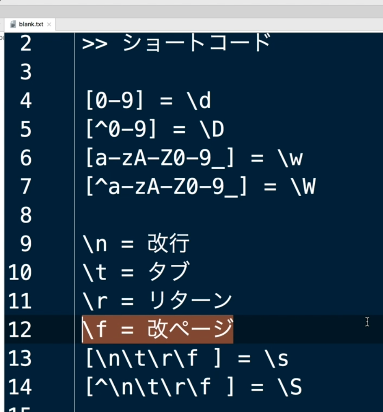 blank.txt
2 >> ショートコード
3
4 [0-9] = \d
5 [^0-9] = \D
6 [a-zA-Z0-9_] = \w
7 [^a-zA-Z0-9_] = \W
8
9 \n = 改行
10 \t = タブ
11 \r = リターン
12 \f = 改ページ
13 [\n\t\r\f ] = \s
14 [^\n\t\r\f ] = \S